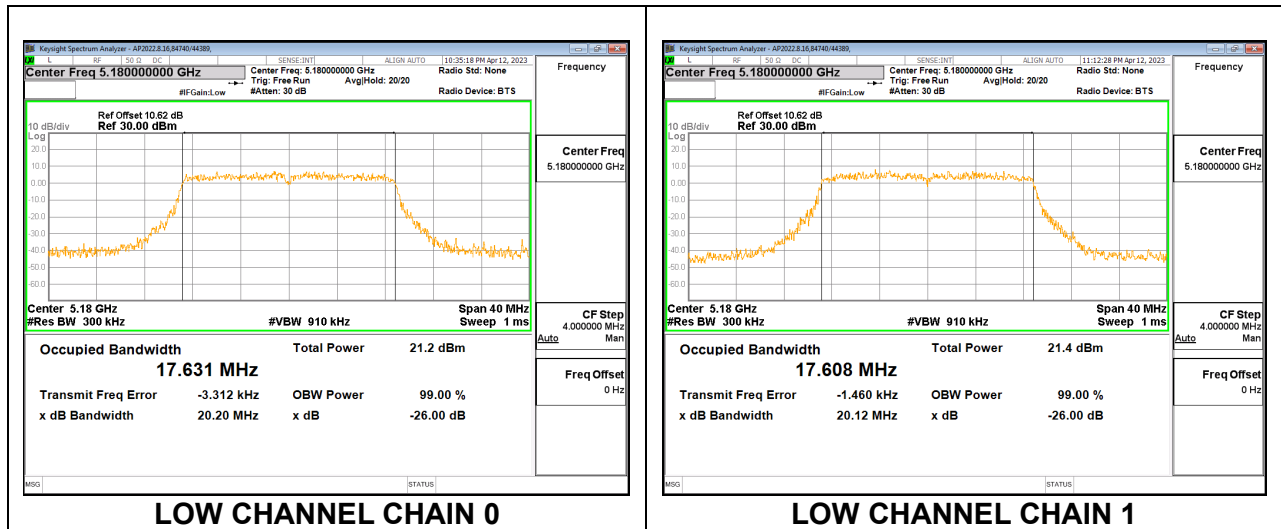 Keysight Spectrum Analyzer - AP2022.8.16,84740/44389,
L RF 50 Ω DC SENSE:INT ALIGN AUTO 10:35:18 PM Apr 12, 2023
Center Freq 5.180000000 GHz
Center Freq: 5.180000000 GHz Radio Std: None
Trig: Free Run Avg|Hold: 20/20
#IFGain:Low #Atten: 30 dB Radio Device: BTS
Frequency
Ref Offset 10.62 dB
10 dB/div Ref 30.00 dBm
Log
20.0
10.0
0.00
-10.0
-20.0
-30.0
-40.0
-50.0
-60.0
Center Freq
5.180000000 GHz
Center 5.18 GHz Span 40 MHz
#Res BW 300 kHz #VBW 910 kHz Sweep 1 ms
CF Step
4.000000 MHz
Auto Man
Occupied Bandwidth Total Power 21.2 dBm
17.631 MHz
Transmit Freq Error -3.312 kHz OBW Power 99.00 %
x dB Bandwidth 20.20 MHz x dB -26.00 dB
Freq Offset
0 Hz
MSG STATUS
LOW CHANNEL CHAIN 0
Keysight Spectrum Analyzer - AP2022.8.16,84740/44389,
L RF 50 Ω DC SENSE:INT ALIGN AUTO 11:12:28 PM Apr 12, 2023
Center Freq 5.180000000 GHz
Center Freq: 5.180000000 GHz Radio Std: None
Trig: Free Run Avg|Hold: 20/20
#IFGain:Low #Atten: 30 dB Radio Device: BTS
Frequency
Ref Offset 10.62 dB
10 dB/div Ref 30.00 dBm
Log
20.0
10.0
0.00
-10.0
-20.0
-30.0
-40.0
-50.0
-60.0
Center Freq
5.180000000 GHz
Center 5.18 GHz Span 40 MHz
#Res BW 300 kHz #VBW 910 kHz Sweep 1 ms
CF Step
4.000000 MHz
Auto Man
Occupied Bandwidth Total Power 21.4 dBm
17.608 MHz
Transmit Freq Error -1.460 kHz OBW Power 99.00 %
x dB Bandwidth 20.12 MHz x dB -26.00 dB
Freq Offset
0 Hz
MSG STATUS
LOW CHANNEL CHAIN 1